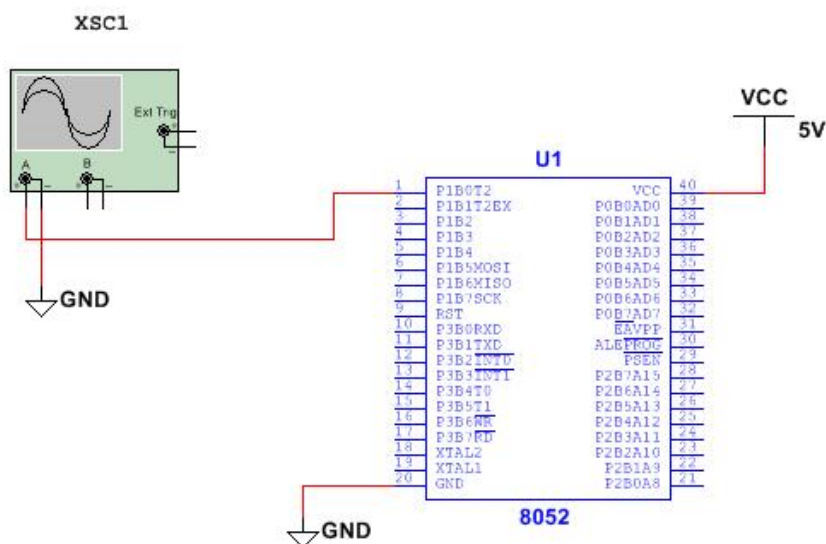 XSC1
Ext Trig
+
_
A
B
+ _ + _
GND
VCC
5V
U1
1 P1B0T2 VCC 40
2 P1B1T2EX P0B0AD0 39
3 P1B2 P0B1AD1 38
4 P1B3 P0B2AD2 37
5 P1B4 P0B3AD3 36
6 P1B5MOSI P0B4AD4 35
7 P1B6MISO P0B5AD5 34
8 P1B7SCK P0B6AD6 33
9 RST P0B7AD7 32
10 P3B0RXD EAVPP 31
11 P3B1TXD ALEPROG 30
12 P3B2INT0 PSEN 29
13 P3B3INT1 P2B7A15 28
14 P3B4T0 P2B6A14 27
15 P3B5T1 P2B5A13 26
16 P3B6WR P2B4A12 25
17 P3B7RD P2B3A11 24
18 XTAL2 P2B2A10 23
19 XTAL1 P2B1A9 22
20 GND P2B0A8 21
8052
GND